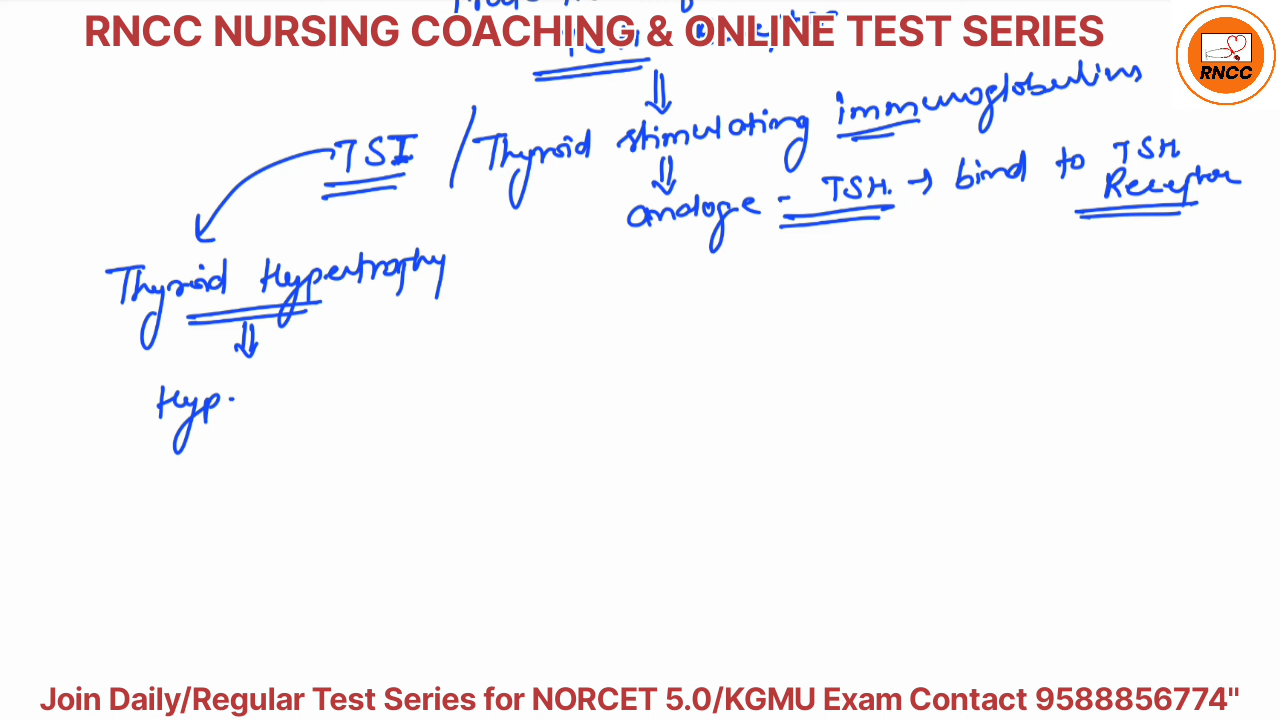 RNCC NURSING COACHING & ONLINE TEST SERIES
RNCC
TSI / Thyroid stimulating immunoglobulins
analoge - TSH. → bind to TSH Receptor
Thyroid Hypertrophy
Hyp.
Join Daily/Regular Test Series for NORCET 5.0/KGMU Exam Contact 9588856774"